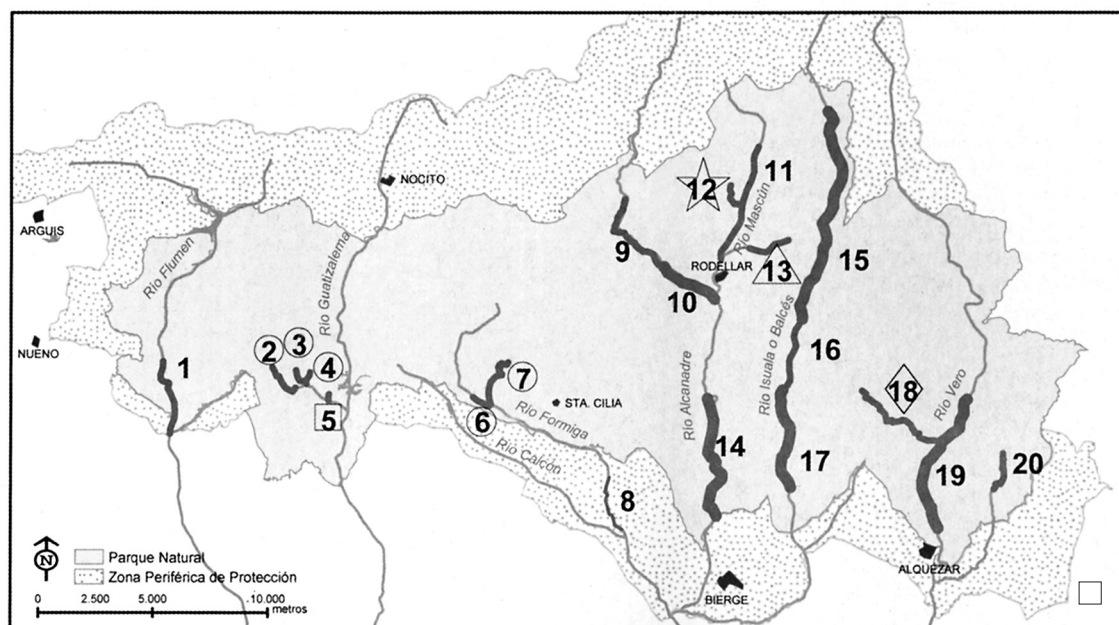 NOCITO
ARGUIS
Río Flumen
Río Guatizalema
NUENO
1
2
3
4
5
6
7
STA. CILIA
Río Formiga
Río Calcón
8
9
10
11
12
Río Mascún
RODELLAR
13
Río Alcanadre
14
15
16
Río Isuala o Balcés
17
18
Río Vero
19
20
ALQUEZAR
BIERGE
N
Parque Natural
Zona Periférica de Protección
0 2.500 5.000 10.000
metros